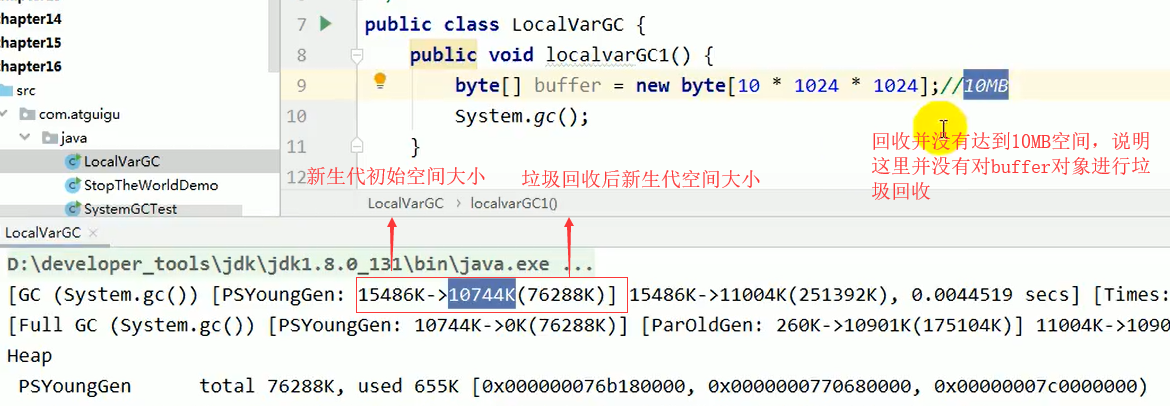 chapter14
chapter15
chapter16
src
com.atguigu
java
LocalVarGC
StopTheWorldDemo
SystemGCTest
7 public class LocalVarGC {
8 public void localvarGC1() {
9 byte[] buffer = new byte[10 * 1024 * 1024];//10MB
10 System.gc();
11 }
12
回收并没有达到10MB空间，说明
这里并没有对buffer对象进行垃
圾回收
新生代初始空间大小
垃圾回收后新生代空间大小
LocalVarGC > localvarGC1()
LocalVarGC ×
D:\developer_tools\jdk\jdk1.8.0_131\bin\java.exe ...
[GC (System.gc()) [PSYoungGen: 15486K->10744K(76288K)] 15486K->11004K(251392K), 0.0044519 secs] [Times:
[Full GC (System.gc()) [PSYoungGen: 10744K->0K(76288K)] [ParOldGen: 260K->10901K(175104K)] 11004K->1090
Heap
PSYoungGen total 76288K, used 655K [0x000000076b180000, 0x0000000770680000, 0x00000007c0000000)